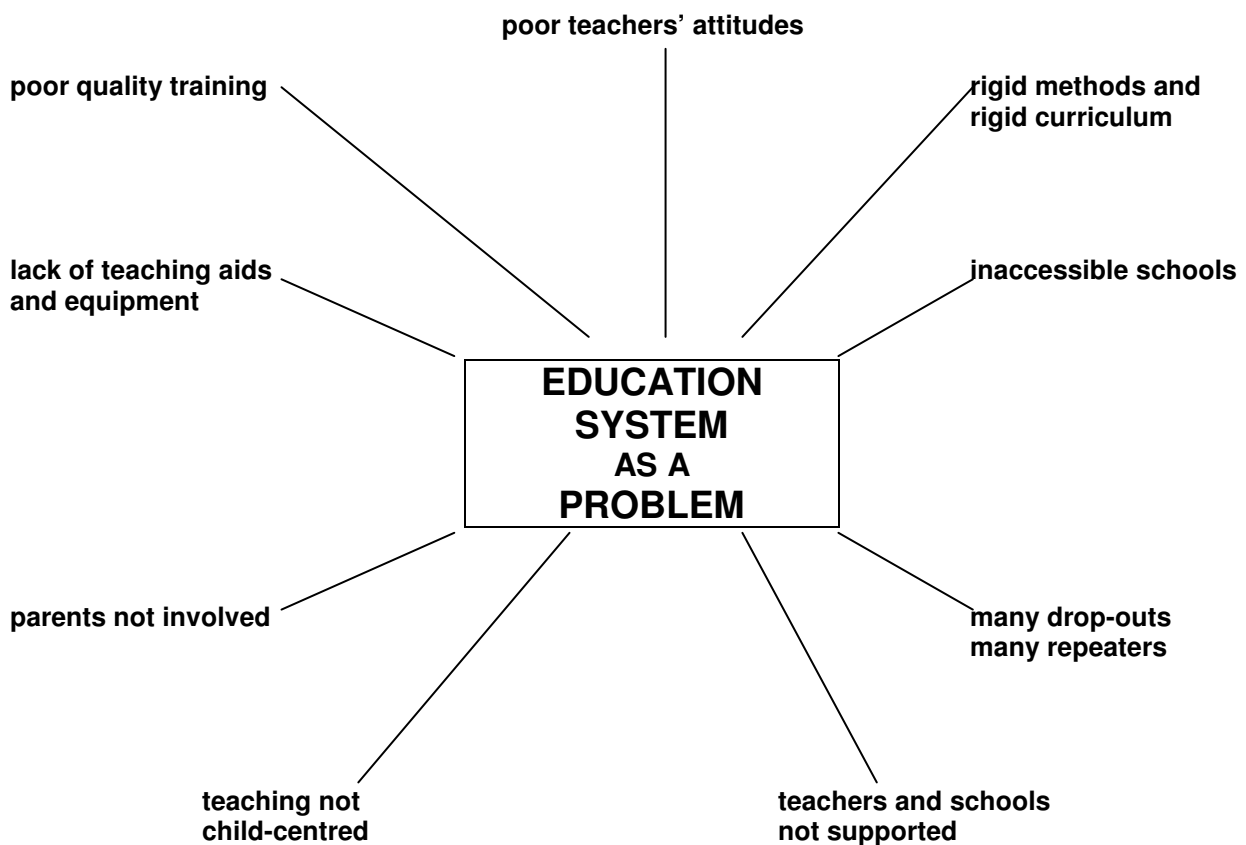 poor teachers’ attitudes
poor quality training
rigid methods and
rigid curriculum
lack of teaching aids
and equipment
inaccessible schools
EDUCATION
SYSTEM
AS A
PROBLEM
parents not involved
many drop-outs
many repeaters
teaching not
child-centred
teachers and schools
not supported